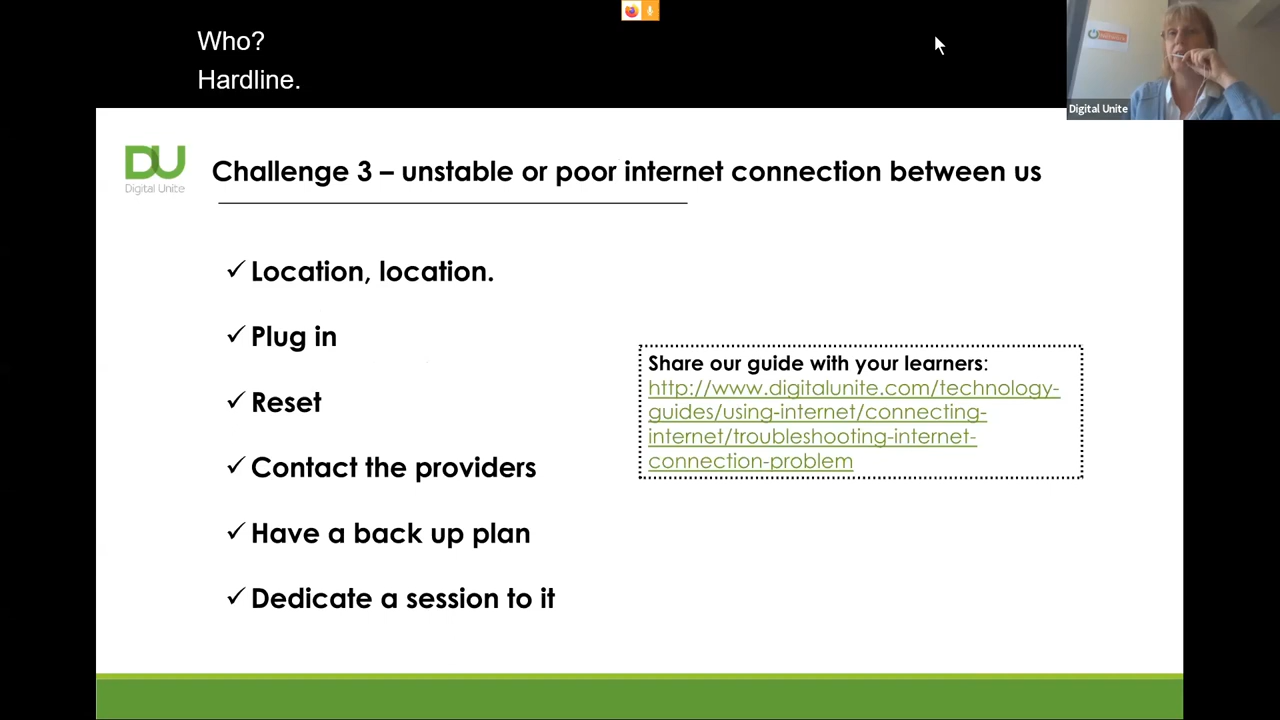 Who?
Hardline.
Digital Unite
DU
Digital Unite
Challenge 3 – unstable or poor internet connection between us
✓ Location, location.
✓ Plug in
✓ Reset
✓ Contact the providers
✓ Have a back up plan
✓ Dedicate a session to it
Share our guide with your learners:
http://www.digitalunite.com/technology-
guides/using-internet/connecting-
internet/troubleshooting-internet-
connection-problem